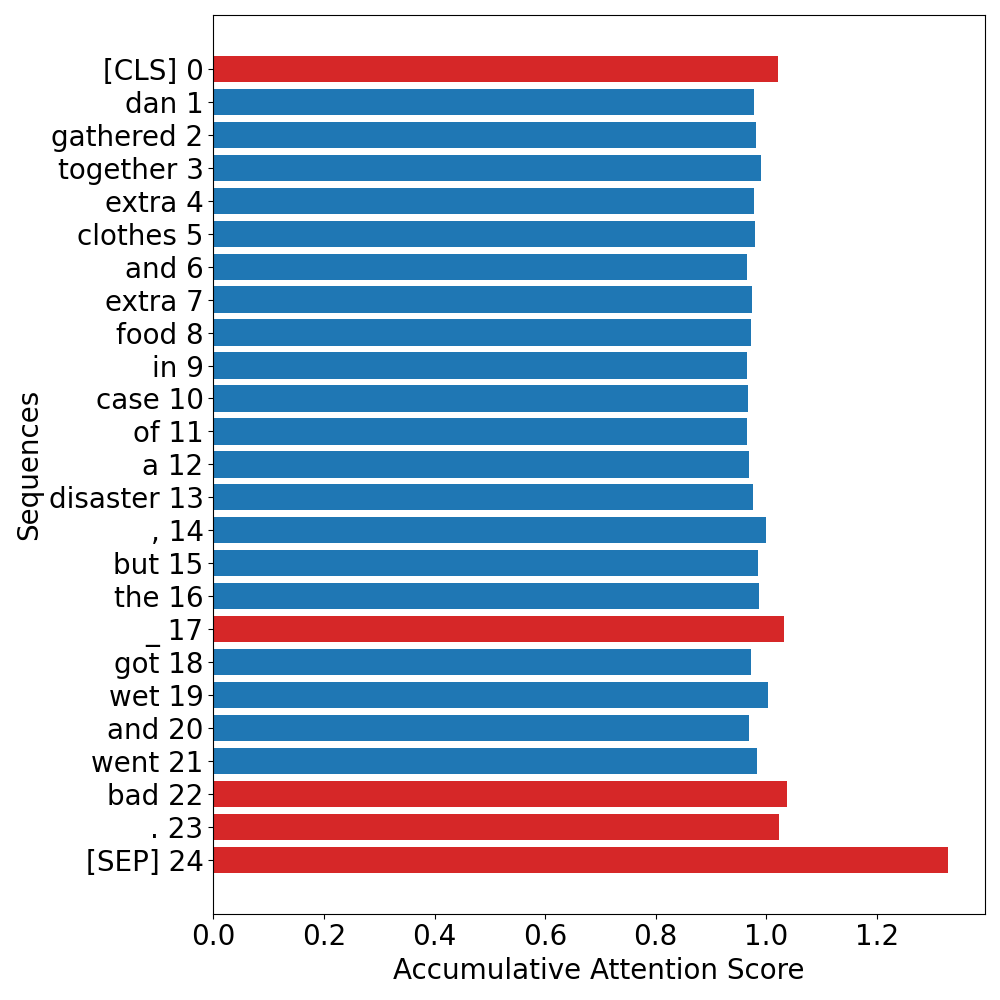 [CLS] 0
dan 1
gathered 2
together 3
extra 4
clothes 5
and 6
extra 7
food 8
in 9
case 10
of 11
a 12
disaster 13
, 14
but 15
the 16
_ 17
got 18
wet 19
and 20
went 21
bad 22
. 23
[SEP] 24
Sequences
0.0 0.2 0.4 0.6 0.8 1.0 1.2
Accumulative Attention Score